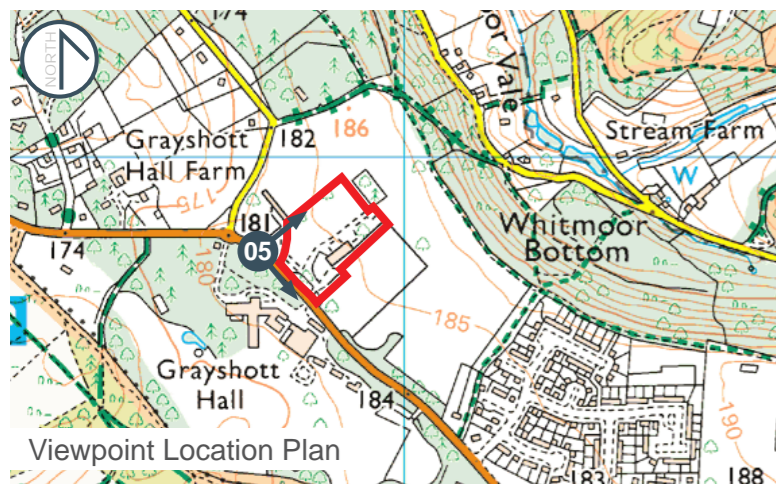 174
NORTH
182
186
Grayshott
Hall Farm
175
Stream Farm
W
Whitmoor
Bottom
181
174
05
180
185
Grayshott
Hall
184
190
183
188
Viewpoint Location Plan